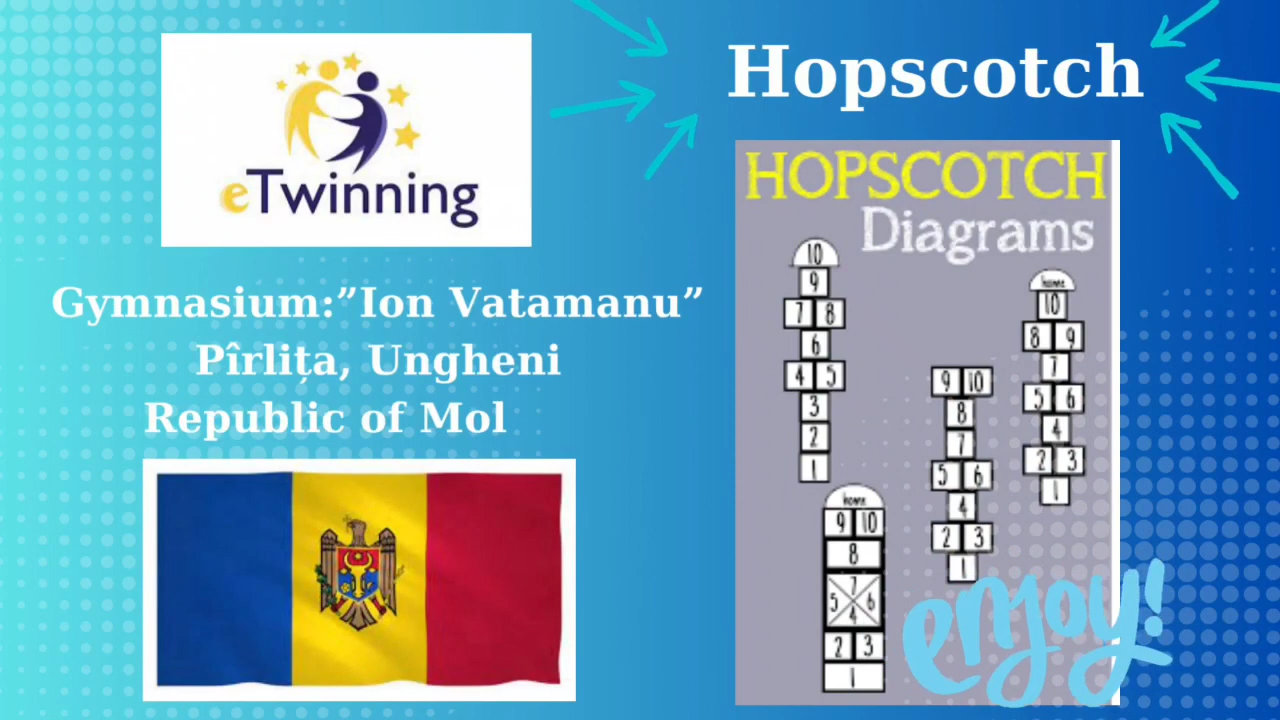 eTwinning
Hopscotch
Gymnasium:”Ion Vatamanu”
Pîrlița, Ungheni
Republic of Mol
HOPSCOTCH
Diagrams
10
9
7 8
6
4 5
3
2
1
home
10
8 9
7
5 6
4
2 3
1
9 10
8
7
5 6
4
2 3
1
home
9 10
8
7
5 6
4
2 3
1
enjoy!